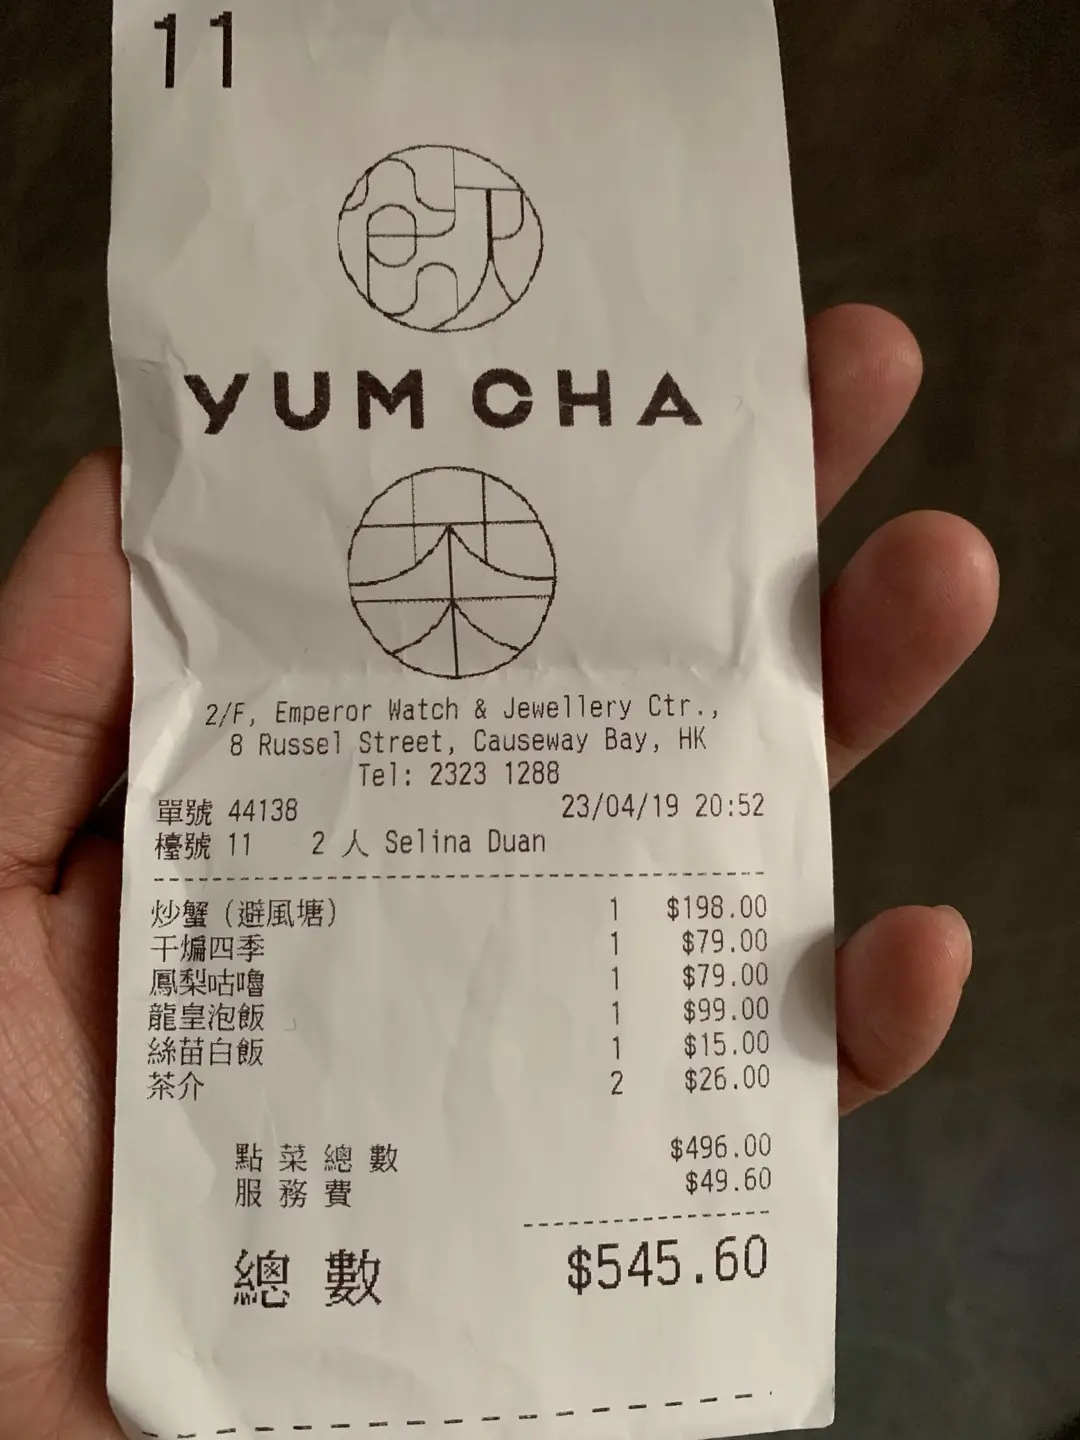 11
飲
YUM CHA
茶
2/F, Emperor Watch & Jewellery Ctr.,
8 Russel Street, Causeway Bay, HK
Tel: 2323 1288
單號 44138 23/04/19 20:52
檯號 11 2 人 Selina Duan
炒蟹 (避風塘) 1 $198.00
干煸四季 1 $79.00
鳳梨咕嚕 1 $79.00
龍皇泡飯 1 $99.00
絲苗白飯 1 $15.00
茶介 2 $26.00
點菜總數 $496.00
服務費 $49.60
總數 $545.60